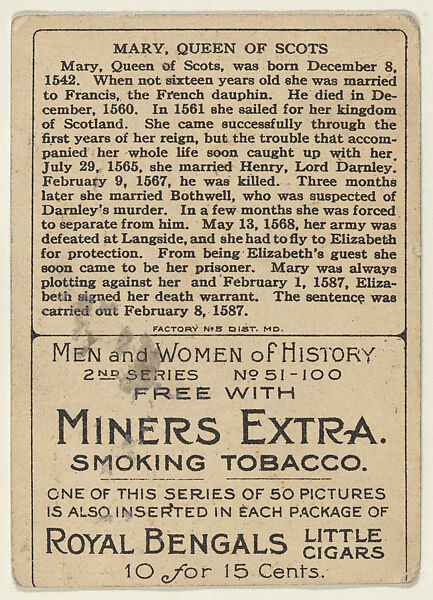 MARY, QUEEN OF SCOTS
Mary, Queen of Scots, was born December 8,
1542. When not sixteen years old she was married
to Francis, the French dauphin. He died in De-
cember, 1560. In 1561 she sailed for her kingdom
of Scotland. She came successfully through the
first years of her reign, but the trouble that accom-
panied her whole life soon caught up with her.
July 29, 1565, she married Henry, Lord Darnley.
February 9, 1567, he was killed. Three months
later she married Bothwell, who was suspected of
Darnley's murder. In a few months she was forced
to separate from him. May 13, 1568, her army was
defeated at Langside, and she had to fly to Elizabeth
for protection. From being Elizabeth's guest she
soon came to be her prisoner. Mary was always
plotting against her and February 1, 1587, Eliza-
beth signed her death warrant. The sentence was
carried out February 8, 1587.
FACTORY No 5 DIST. MD.
MEN and WOMEN of HISTORY
2ND SERIES No 51-100
FREE WITH
MINERS EXTRA.
SMOKING TOBACCO.
ONE OF THIS SERIES OF 50 PICTURES
IS ALSO INSERTED IN EACH PACKAGE OF
ROYAL BENGALS LITTLE CIGARS
10 for 15 Cents.